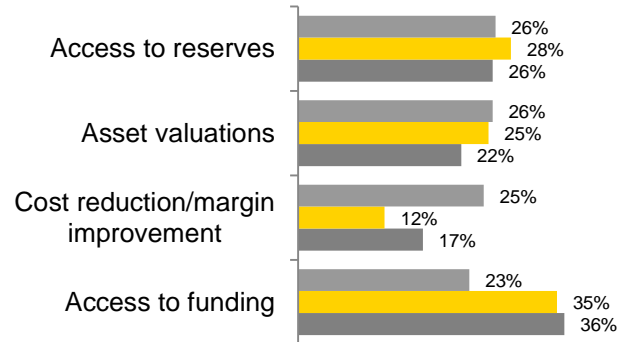 26%
Access to reserves
28%
26%
26%
Asset valuations
25%
22%
Cost reduction/margin
improvement
25%
12%
17%
23%
Access to funding
35%
36%